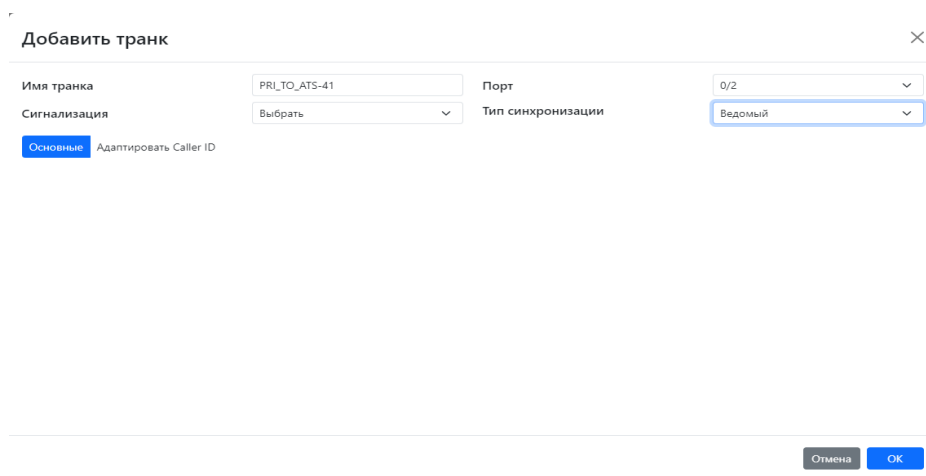 Добавить транк
Имя транка PRI_TO_ATS-41 Порт 0/2
Сигнализация Выбрать Тип синхронизации Ведомый
Основные Адаптировать Caller ID
Отмена OK